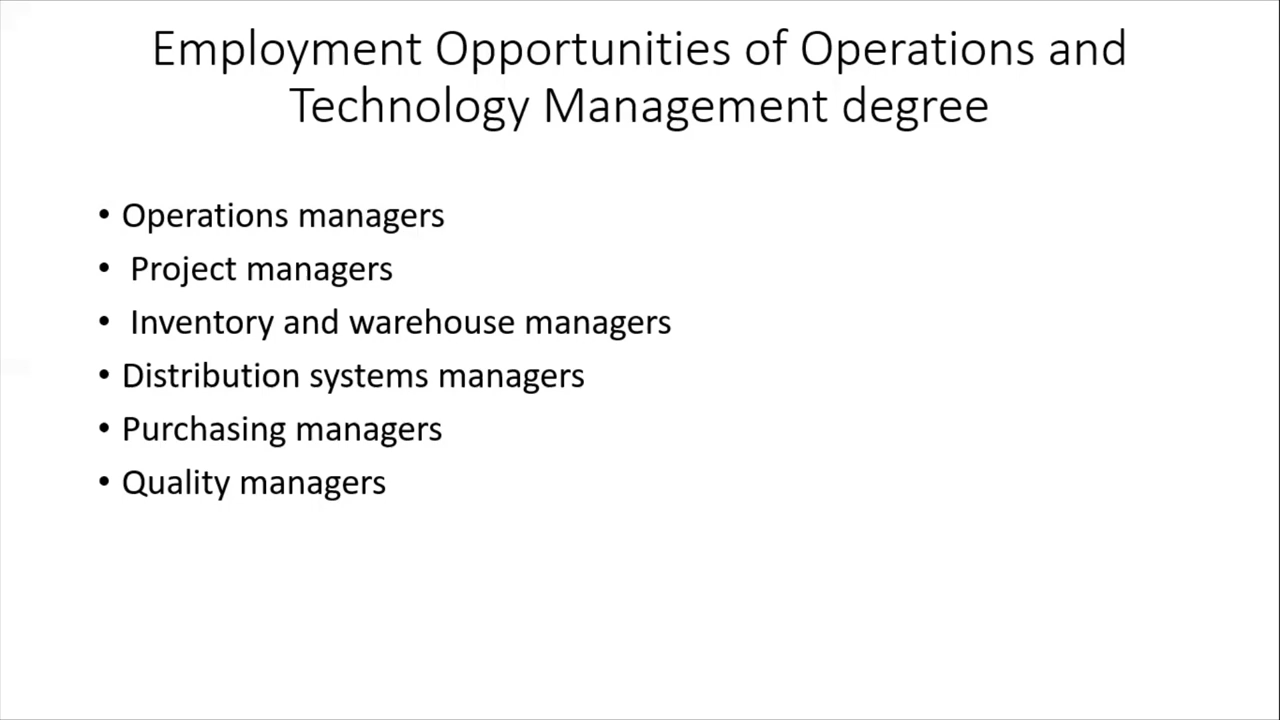 Employment Opportunities of Operations and
Technology Management degree
• Operations managers
• Project managers
• Inventory and warehouse managers
• Distribution systems managers
• Purchasing managers
• Quality managers